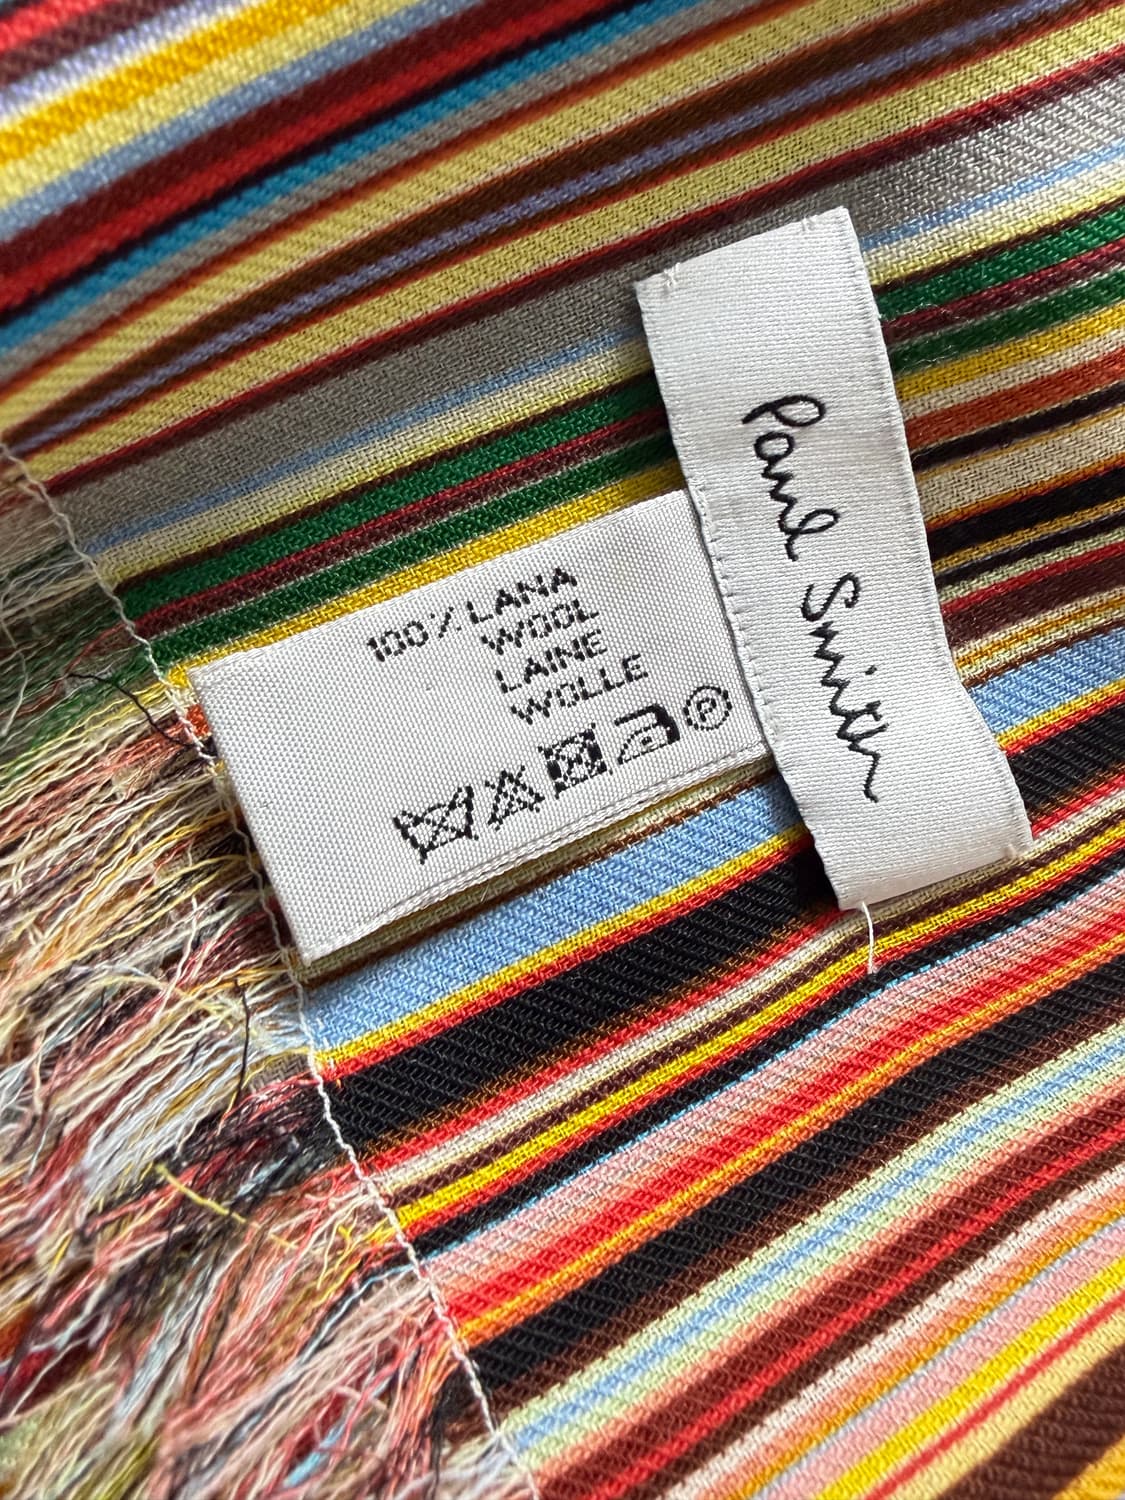 100% LANA
WOOL
LAINE
WOLLE
P
Paul Smith